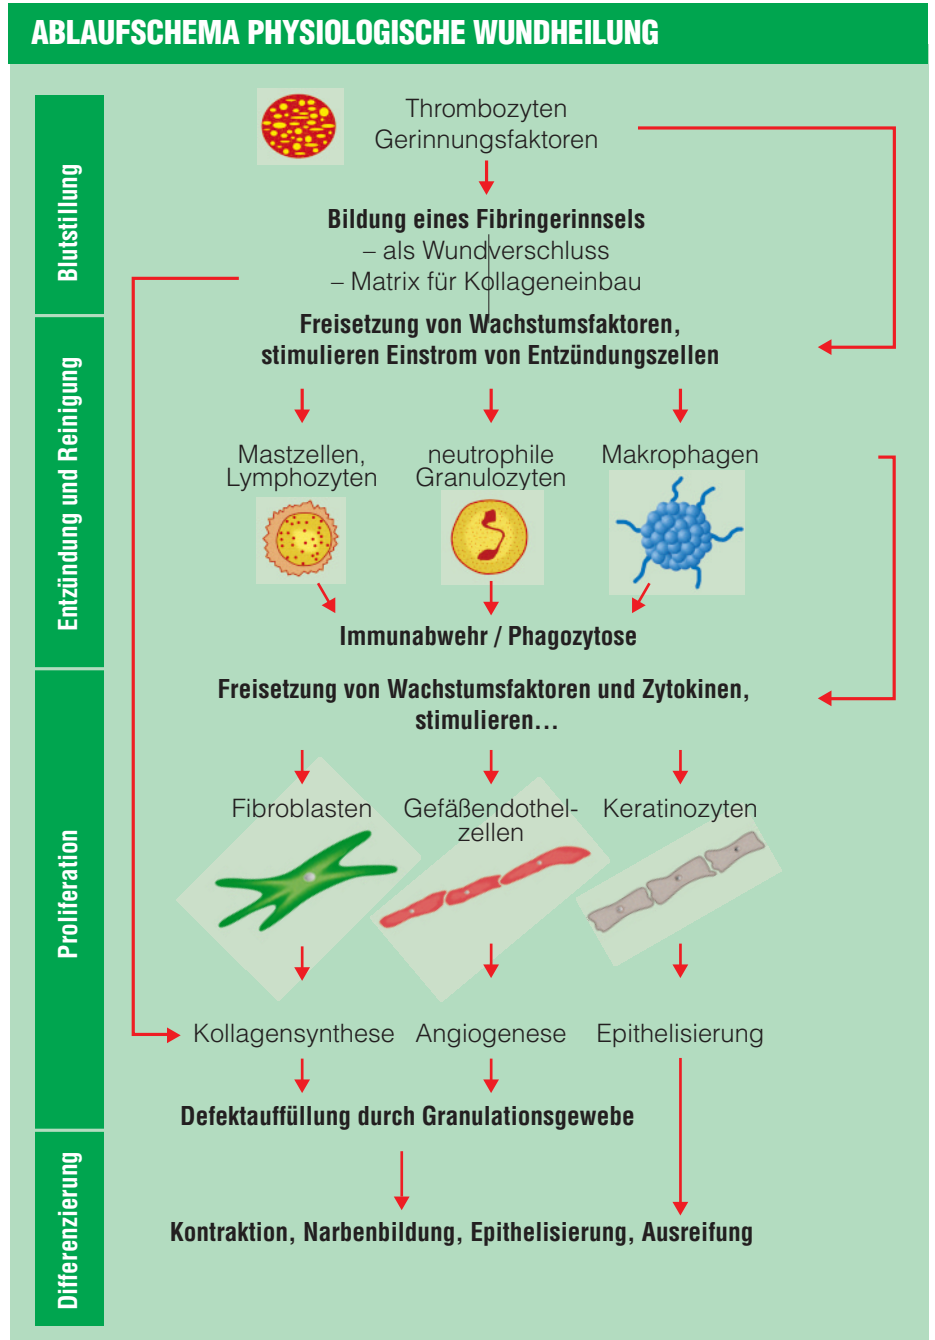 ABLAUFSCHEMA PHYSIOLOGISCHE WUNDHEILUNG
Blutstillung
Thrombozyten
Gerinnungsfaktoren
Bildung eines Fibringerinnsels
– als Wundverschluss
– Matrix für Kollageneinbau
Entzündung und Reinigung
Freisetzung von Wachstumsfaktoren,
stimulieren Einstrom von Entzündungszellen
Mastzellen,
Lymphozyten
neutrophile
Granulozyten
Makrophagen
Immunabwehr / Phagozytose
Proliferation
Freisetzung von Wachstumsfaktoren und Zytokinen,
stimulieren...
Fibroblasten
Gefäßendothel-
zellen
Keratinozyten
Kollagensynthese
Angiogenese
Epithelisierung
Defektauffüllung durch Granulationsgewebe
Differenzierung
Kontraktion, Narbenbildung, Epithelisierung, Ausreifung